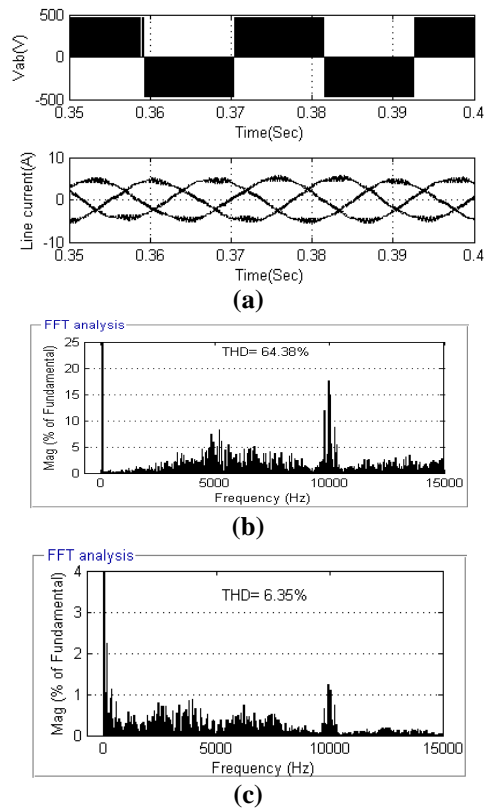 Vab(V)
500
0
-500
0.35 0.36 0.37 0.38 0.39 0.4
Time(Sec)
Line current(A)
10
0
-10
0.35 0.36 0.37 0.38 0.39 0.4
Time(Sec)
(a)
FFT analysis
THD= 64.38%
Mag (% of Fundamental)
25
20
15
10
5
0
0 5000 10000 15000
Frequency (Hz)
(b)
FFT analysis
THD= 6.35%
Mag (% of Fundamental)
4
3
2
1
0
0 5000 10000 15000
Frequency (Hz)
(c)